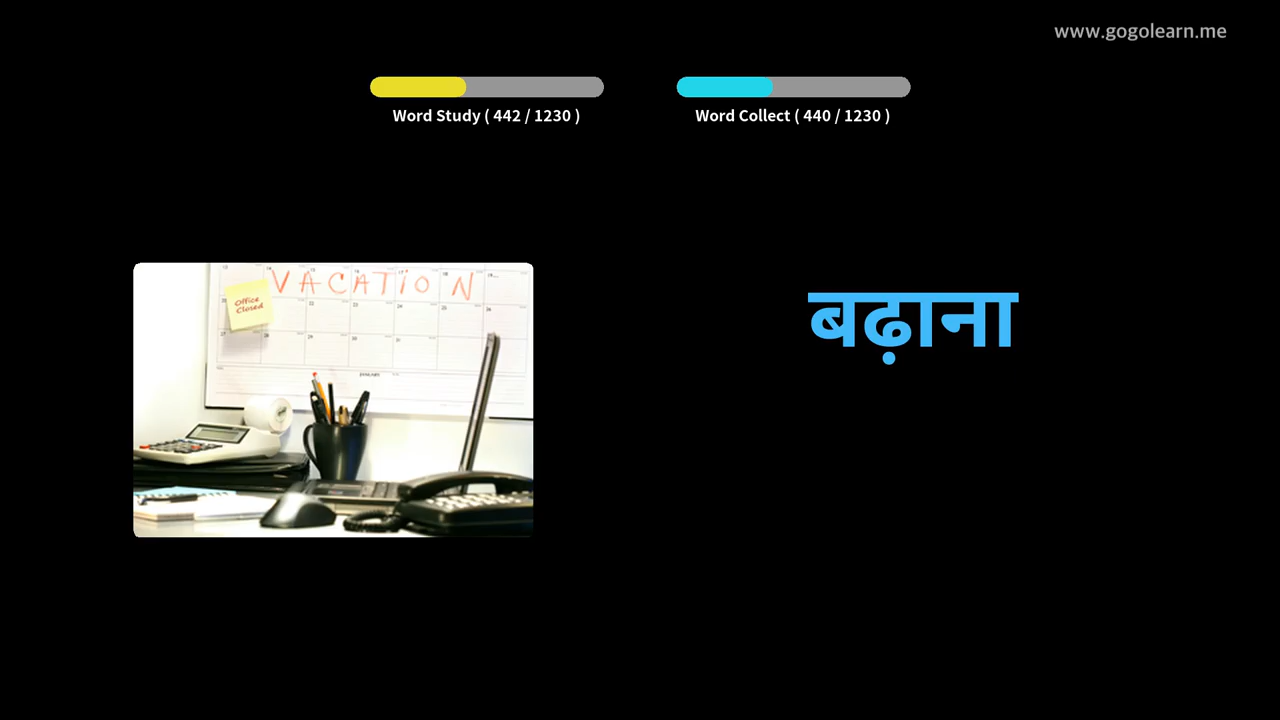 www.gogolearn.me
Word Study ( 442 / 1230 )
Word Collect ( 440 / 1230 )
VACATION
Office
Closed
बढ़ाना